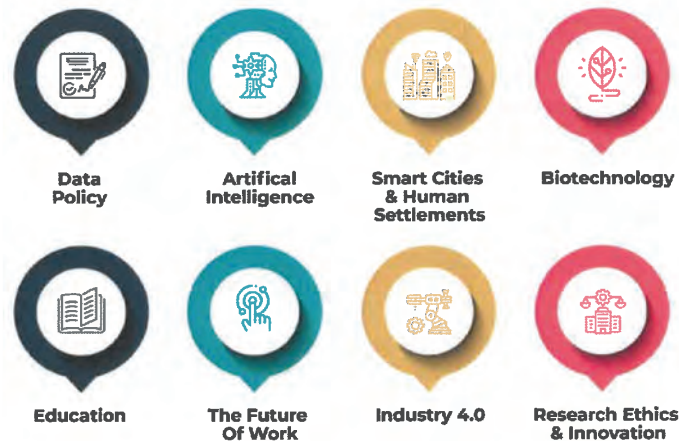 Data
Policy
Artifical
Intelligence
Smart Cities
& Human
Settlements
Biotechnology
Education
The Future
Of Work
Industry 4.0
Research Ethics
& Innovation